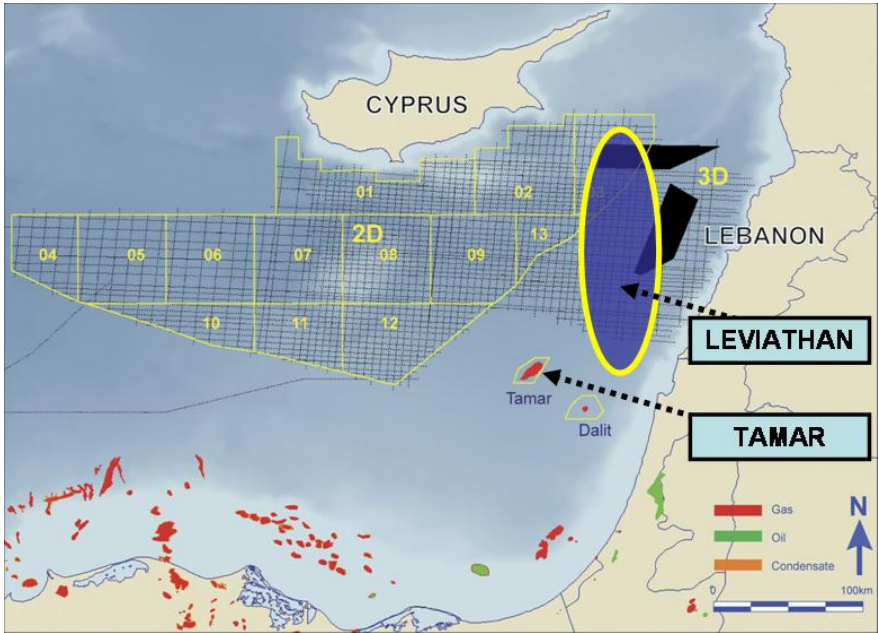 CYPRUS
01
02
3D
LEBANON
2D
13
04
05
06
07
08
09
10
11
12
LEVIATHAN
Tamar
TAMAR
Dalit
Gas
Oil
Condensate
N
0
100km